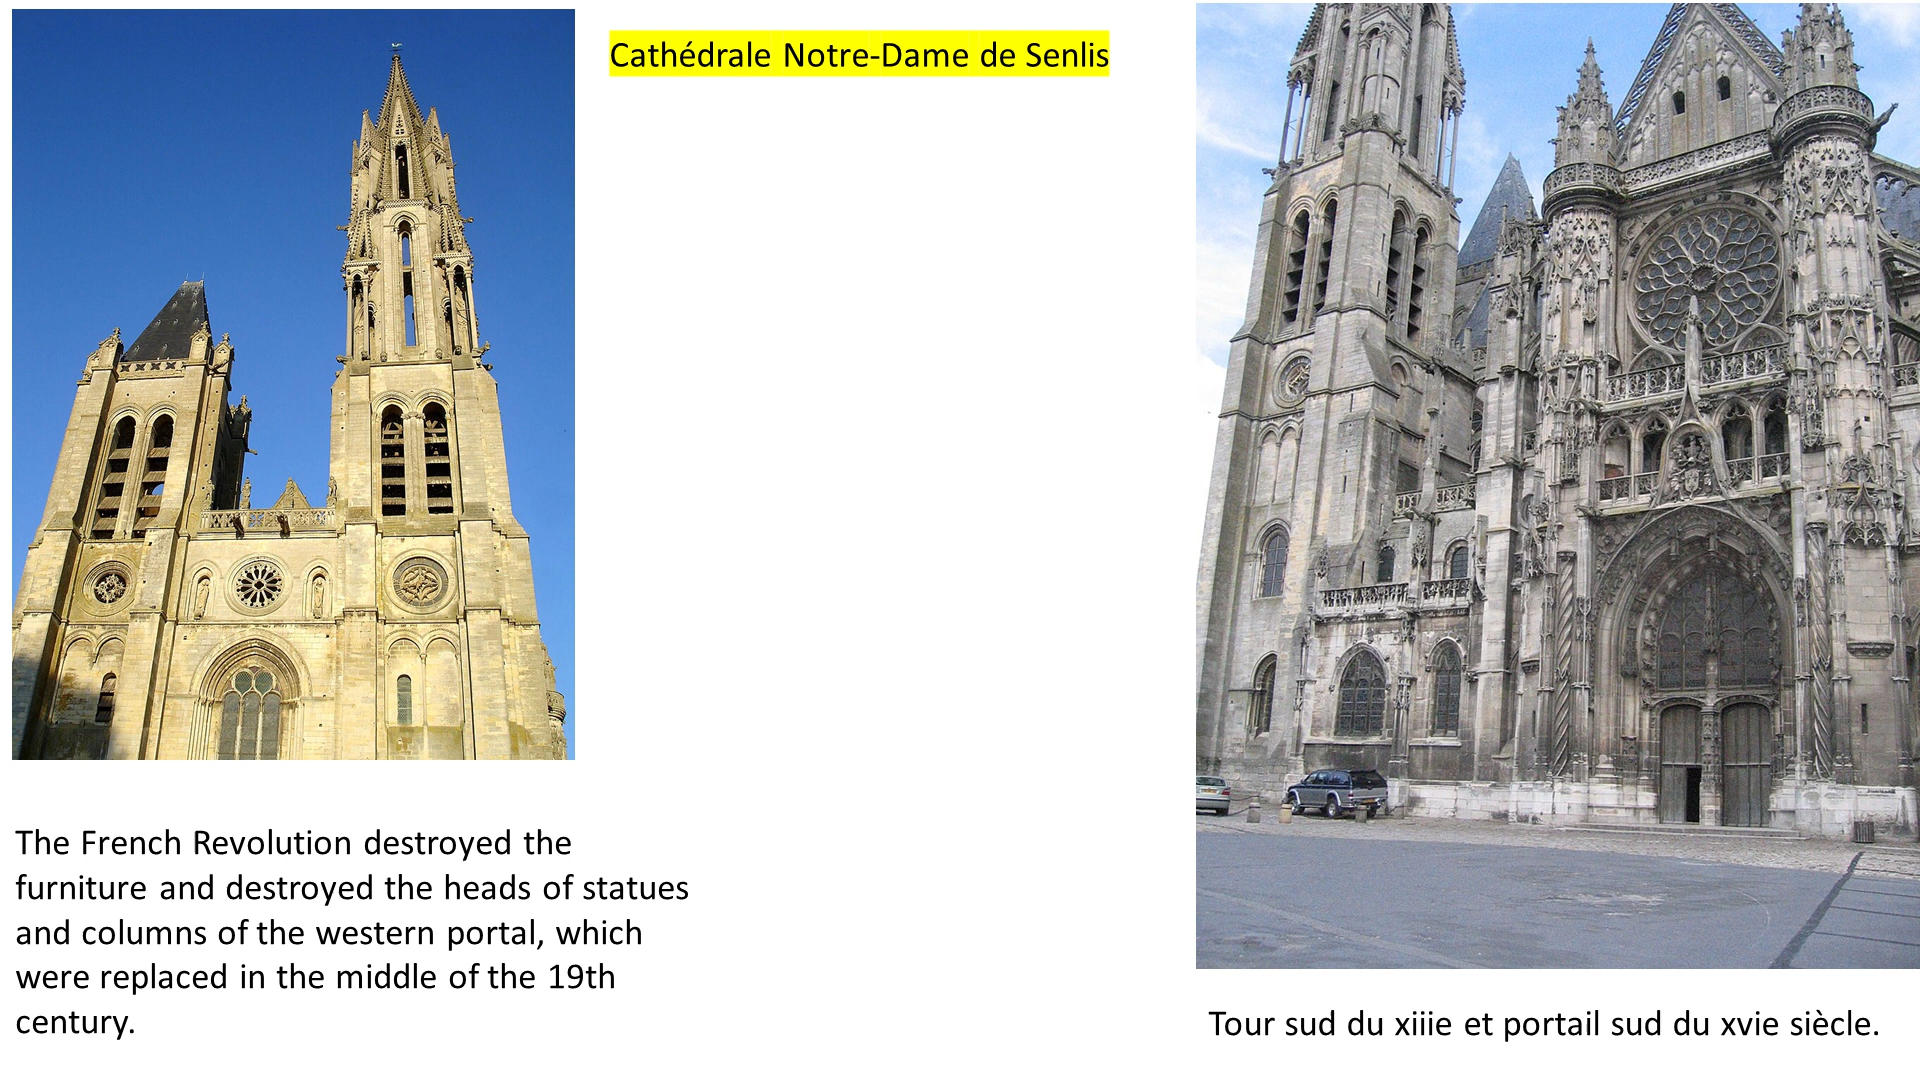 Cathédrale Notre-Dame de Senlis
The French Revolution destroyed the
furniture and destroyed the heads of statues
and columns of the western portal, which
were replaced in the middle of the 19th
century.
Tour sud du xiiie et portail sud du xvie siècle.